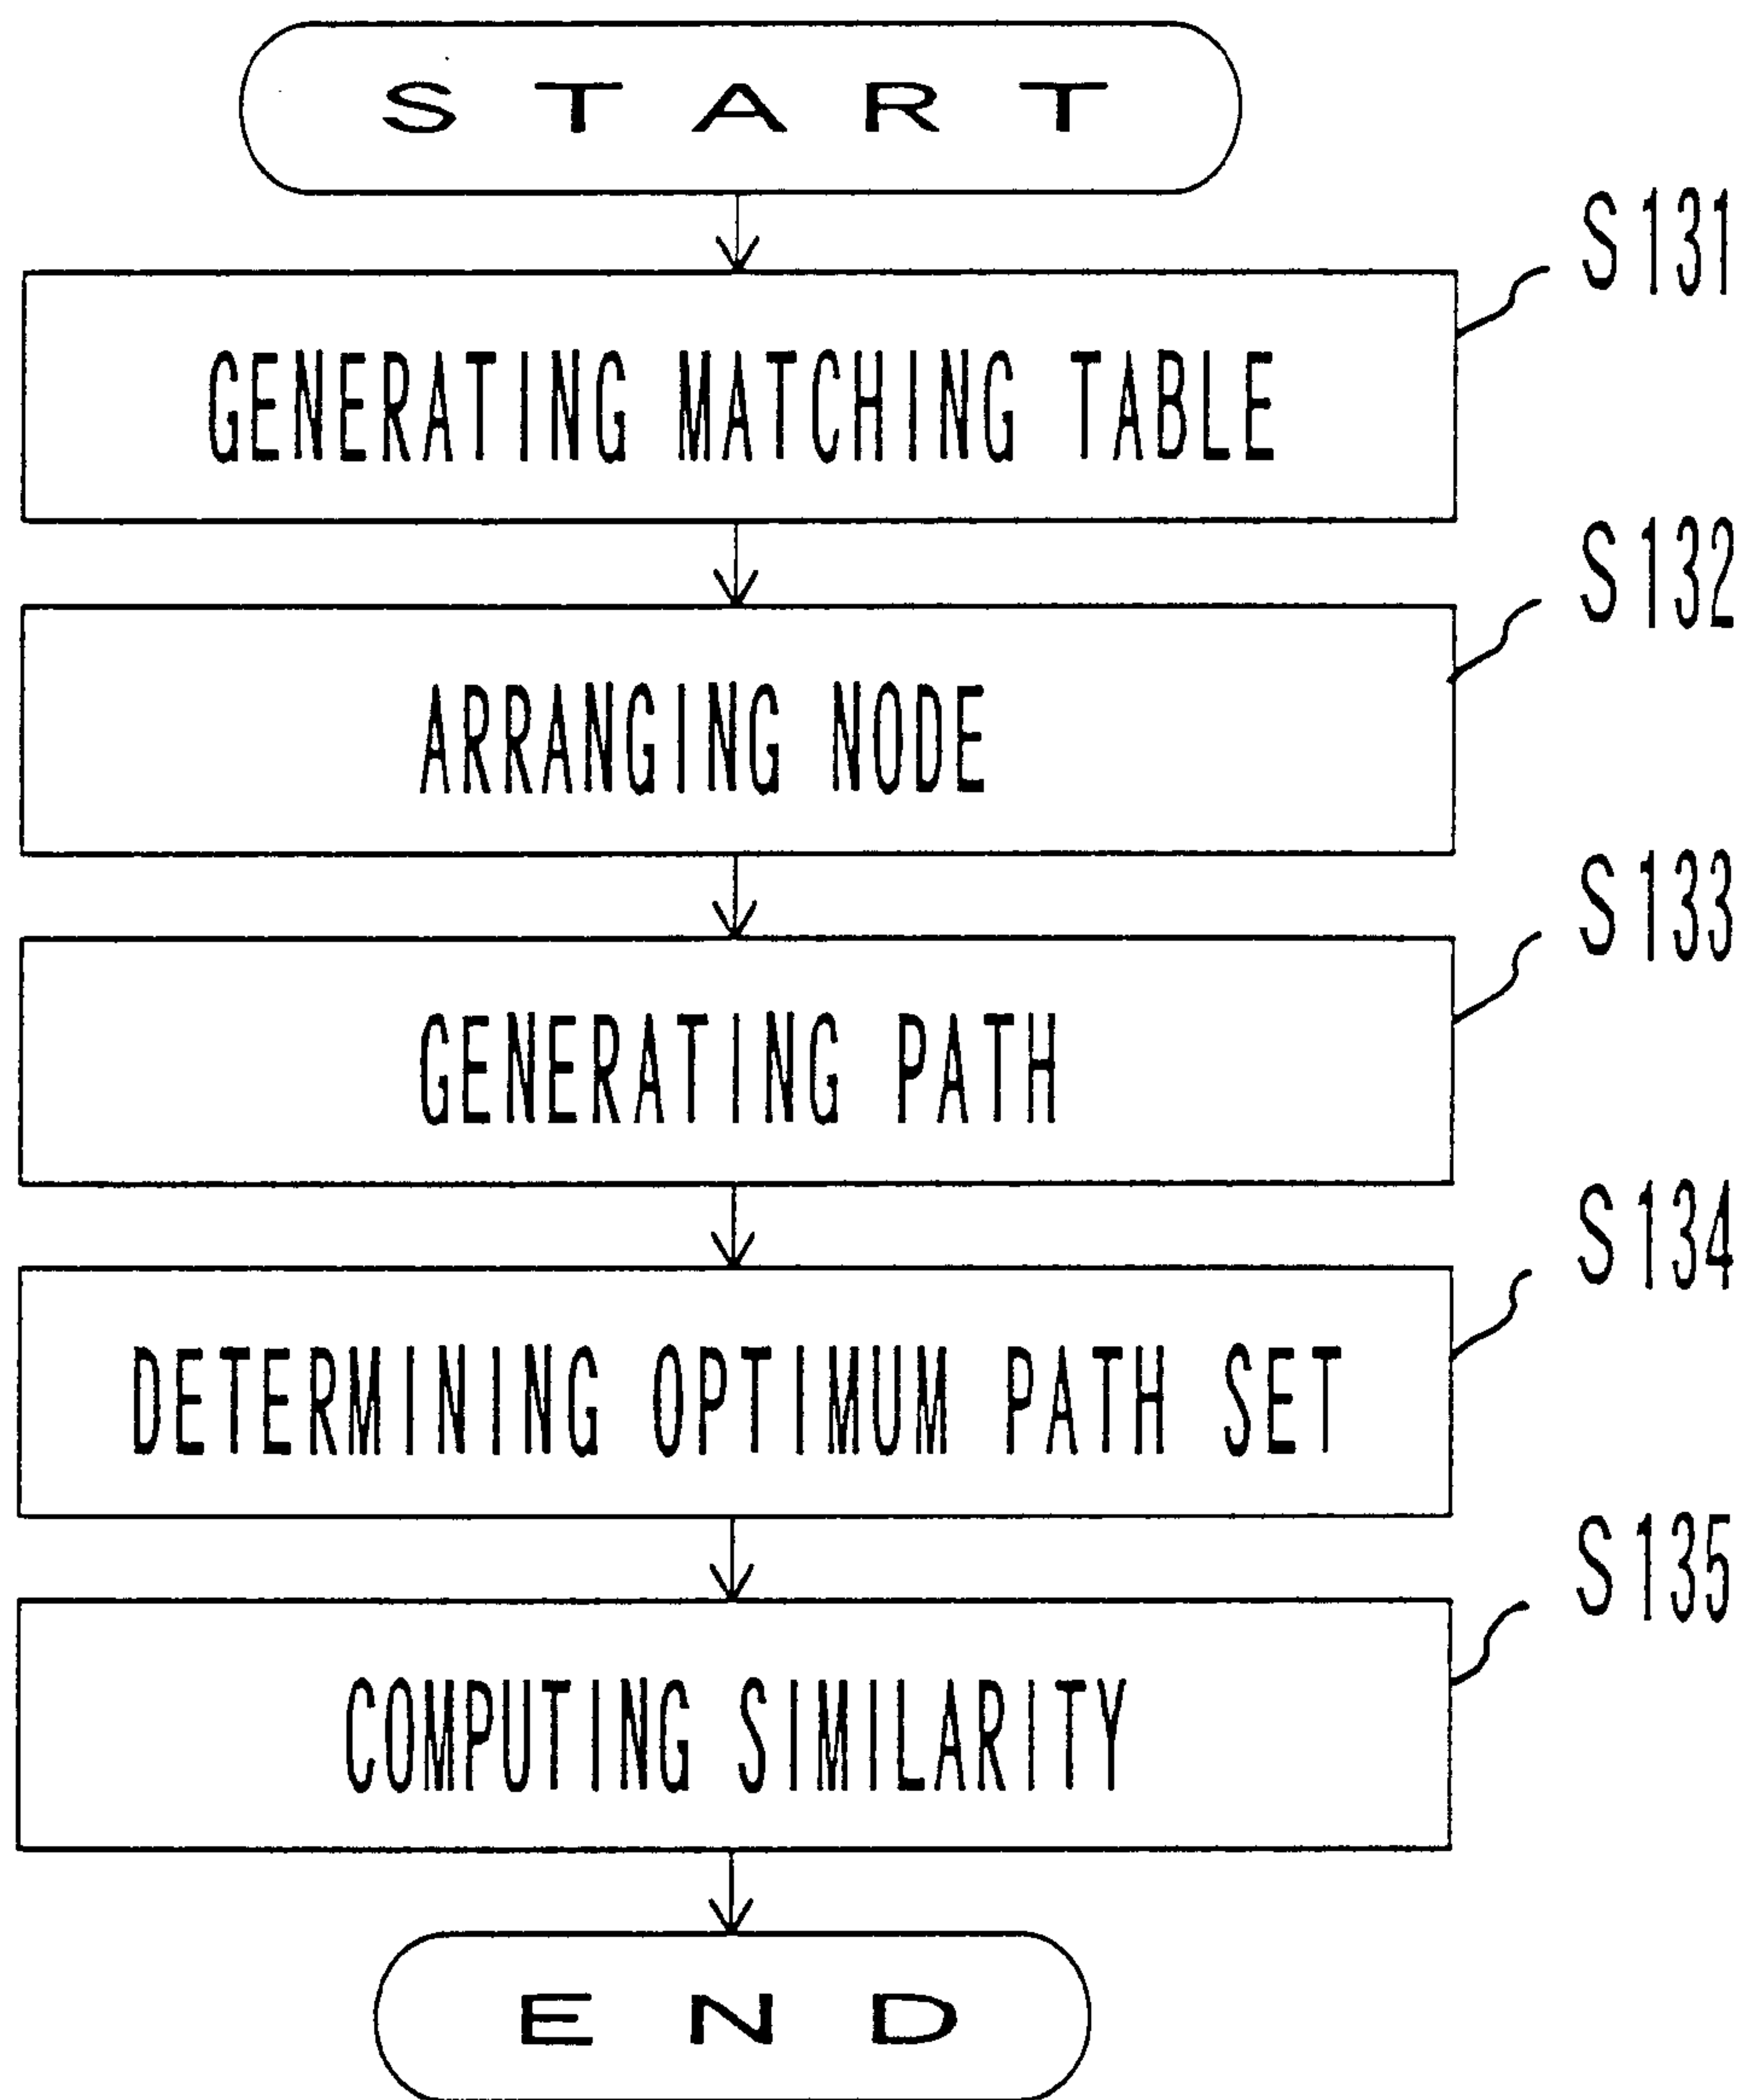 START
S131
GENERATING MATCHING TABLE
S132
ARRANGING NODE
S133
GENERATING PATH
S134
DETERMINING OPTIMUM PATH SET
S135
COMPUTING SIMILARITY
END